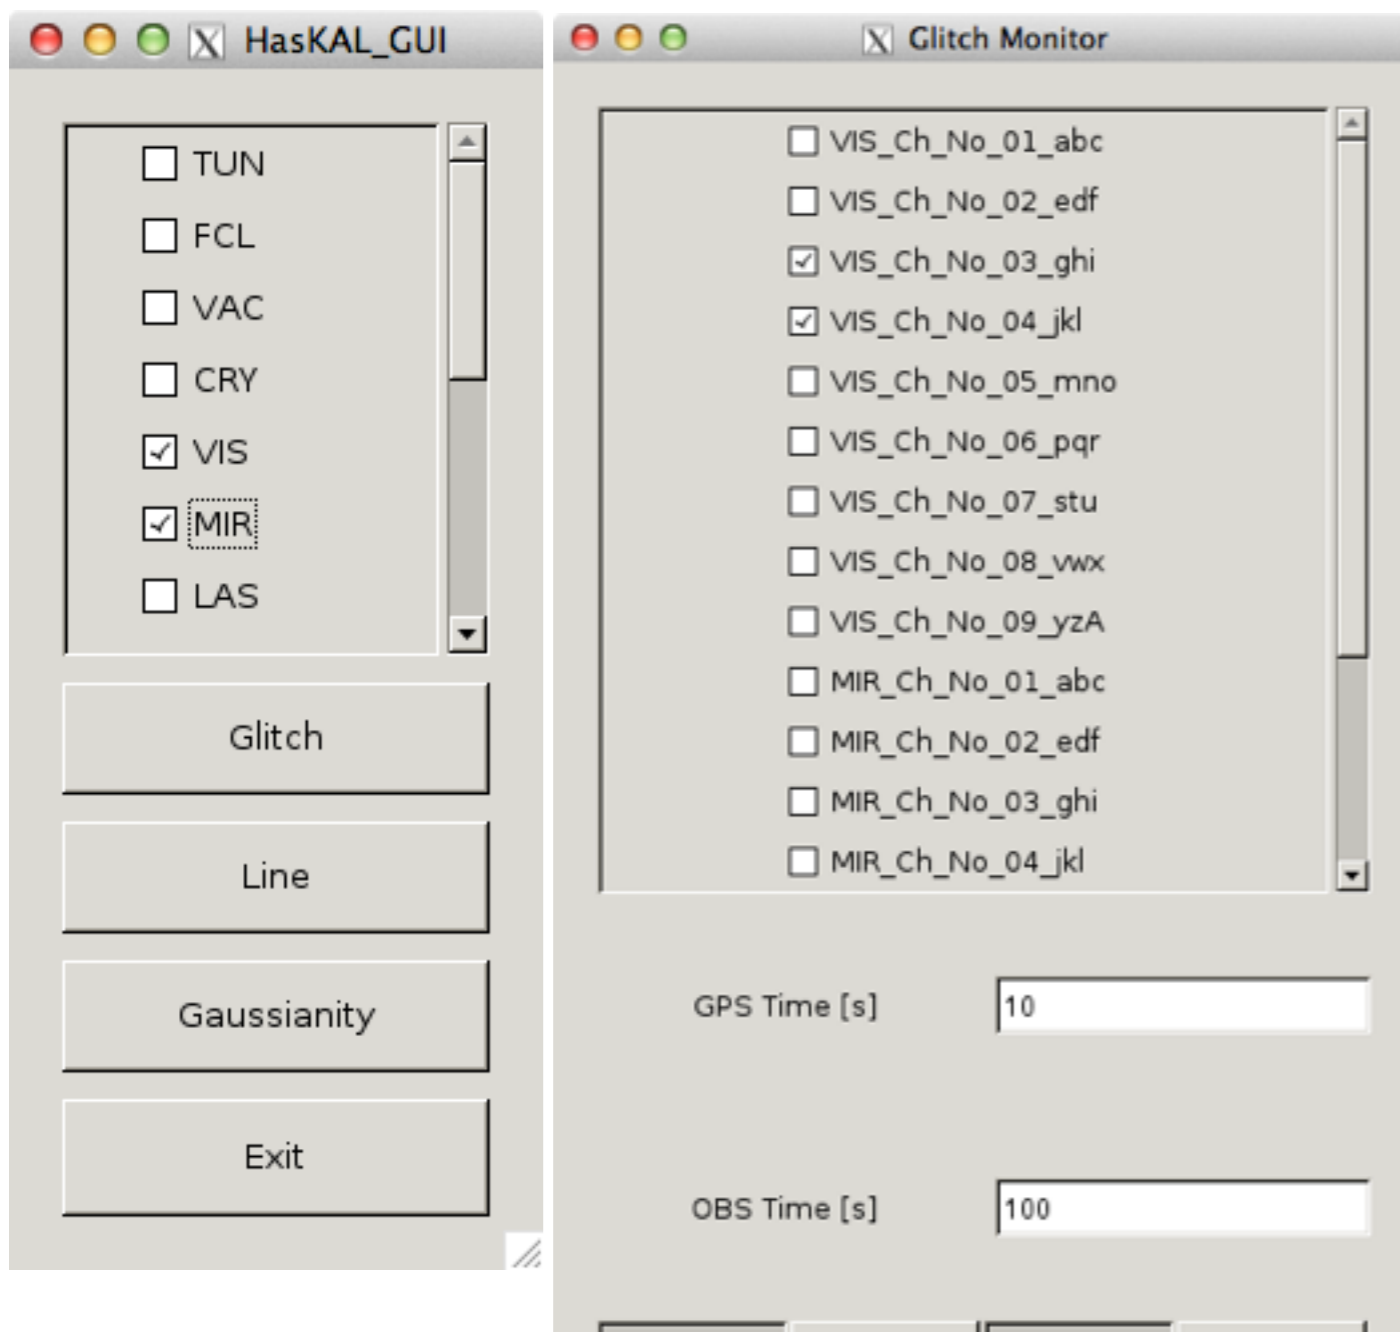 HasKAL_GUI
TUN
FCL
VAC
CRY
VIS
MIR
LAS
Glitch
Line
Gaussianity
Exit
Glitch Monitor
VIS_Ch_No_01_abc
VIS_Ch_No_02_edf
VIS_Ch_No_03_ghi
VIS_Ch_No_04_jkl
VIS_Ch_No_05_mno
VIS_Ch_No_06_pqr
VIS_Ch_No_07_stu
VIS_Ch_No_08_vwx
VIS_Ch_No_09_yzA
MIR_Ch_No_01_abc
MIR_Ch_No_02_edf
MIR_Ch_No_03_ghi
MIR_Ch_No_04_jkl
GPS Time [s] 10
OBS Time [s] 100